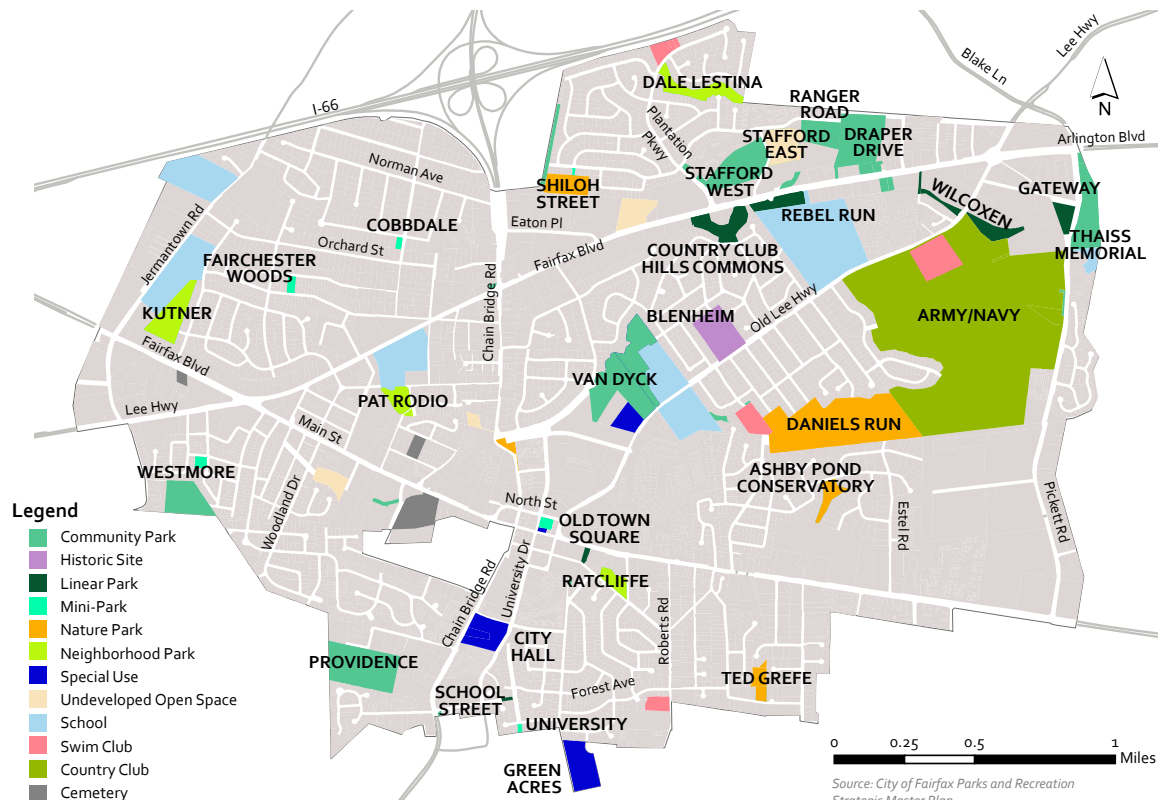 I-66
Blake Ln
Lee Hwy
N
Arlington Blvd
DALE LESTINA
RANGER
ROAD
Plantation
Pkwy
STAFFORD
EAST
DRAPER
DRIVE
STAFFORD
WEST
Norman Ave
SHILOH
STREET
WILCOXEN
GATEWAY
REBEL RUN
THAISS
MEMORIAL
Jermantown Rd
COBBDALE
Eaton Pl
Orchard St
Fairfax Blvd
COUNTRY CLUB
HILLS COMMONS
FAIRCHESTER
WOODS
Chain Bridge Rd
Old Lee Hwy
KUTNER
BLENHEIM
ARMY/NAVY
Fairfax Blvd
VAN DYCK
PAT RODIO
Lee Hwy
Main St
DANIELS RUN
WESTMORE
Woodland Dr
ASHBY POND
CONSERVATORY
Estel Rd
Pickett Rd
North St
OLD TOWN
SQUARE
University Dr
RATCLIFFE
Chain Bridge Rd
Roberts Rd
CITY
HALL
PROVIDENCE
TED GREFE
Forest Ave
SCHOOL
STREET
UNIVERSITY
GREEN
ACRES
Legend
Community Park
Historic Site
Linear Park
Mini-Park
Nature Park
Neighborhood Park
Special Use
Undeveloped Open Space
School
Swim Club
Country Club
Cemetery
0 0.25 0.5 1
Miles
Source: City of Fairfax Parks and Recreation
Strategic Master Plan